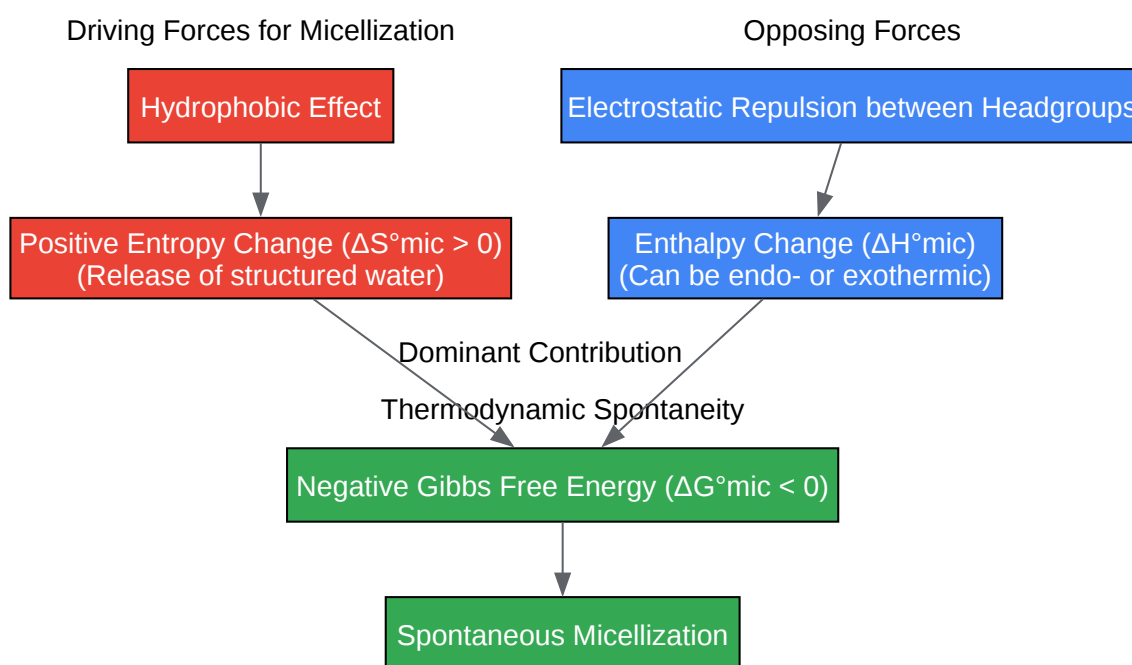 Driving Forces for Micellization
Opposing Forces
Hydrophobic Effect
Electrostatic Repulsion between Headgroups
Positive Entropy Change (ΔS°mic > 0)
(Release of structured water)
Enthalpy Change (ΔH°mic)
(Can be endo- or exothermic)
Dominant Contribution
Thermodynamic Spontaneity
Negative Gibbs Free Energy (ΔG°mic < 0)
Spontaneous Micellization